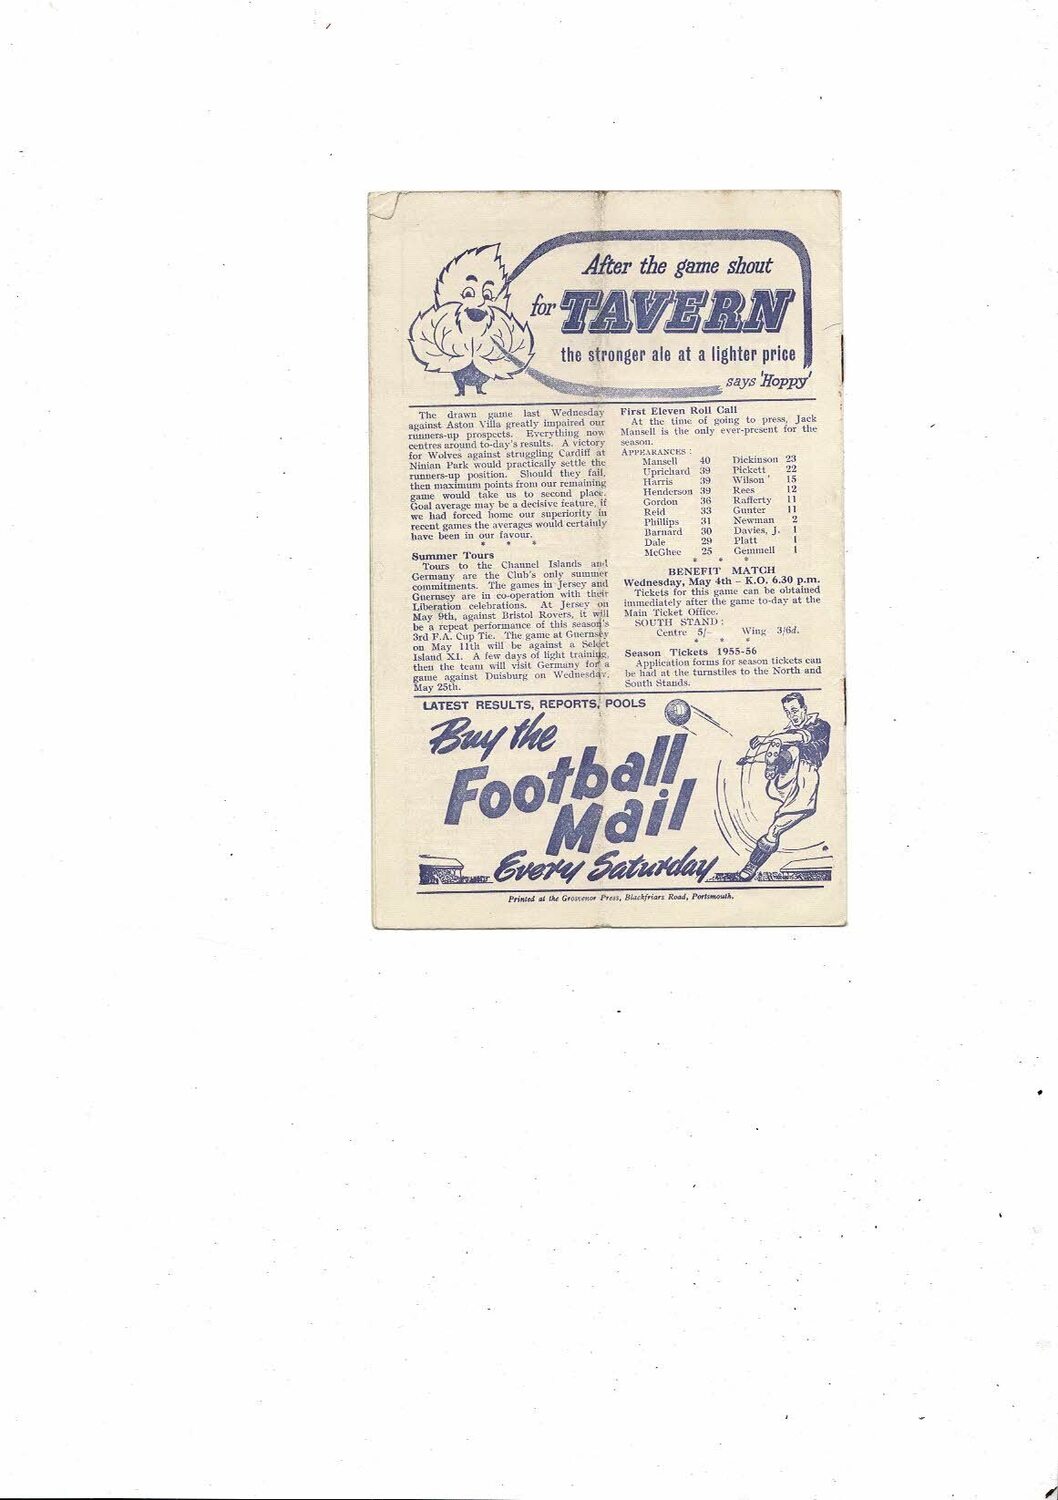 After the game shout
for TAVERN
the stronger ale at a lighter price
says 'Hoppy'
The drawn game last Wednesday
against Aston Villa greatly impaired our
runners-up prospects. Everything now
centres around to-day's results. A victory
for Wolves against struggling Cardiff at
Ninian Park would practically settle the
runners-up position. Should they fail,
then maximum points from our remaining
game would take us to second place.
Goal average may be a decisive feature, if
we had forced home our superiority in
recent games the averages would certainly
have been in our favour.
* * *
Summer Tours
Tours to the Channel Islands and
Germany are the Club's only summer
commitments. The games in Jersey and
Guernsey are in co-operation with their
Liberation celebrations. At Jersey on
May 9th, against Bristol Rovers, it will
be a repeat performance of this season's
3rd F.A. Cup Tie. The game at Guernsey
on May 11th will be against a Select
Island XI. A few days of light training,
then the team will visit Germany for a
game against Duisburg on Wednesday,
May 25th.
First Eleven Roll Call
At the time of going to press, Jack
Mansell is the only ever-present for the
season.
APPEARANCES :
Mansell 40 Dickinson 23
Uprichard 39 Pickett 22
Harris 39 Wilson 15
Henderson 39 Rees 12
Gordon 36 Rafferty 11
Reid 33 Gunter 11
Phillips 31 Newman 2
Barnard 30 Davies, J. 1
Dale 29 Platt 1
McGhee 25 Gemmell 1
* * *
BENEFIT MATCH
Wednesday, May 4th – K.O. 6.30 p.m.
Tickets for this game can be obtained
immediately after the game to-day at the
Main Ticket Office.
SOUTH STAND :
Centre 5/- Wing 3/6d.
* * *
Season Tickets 1955-56
Application forms for season tickets can
be had at the turnstiles to the North and
South Stands.
LATEST RESULTS, REPORTS, POOLS
Buy the
Football
Mail
Every Saturday
Printed at the Grosvenor Press, Blackfriars Road, Portsmouth.